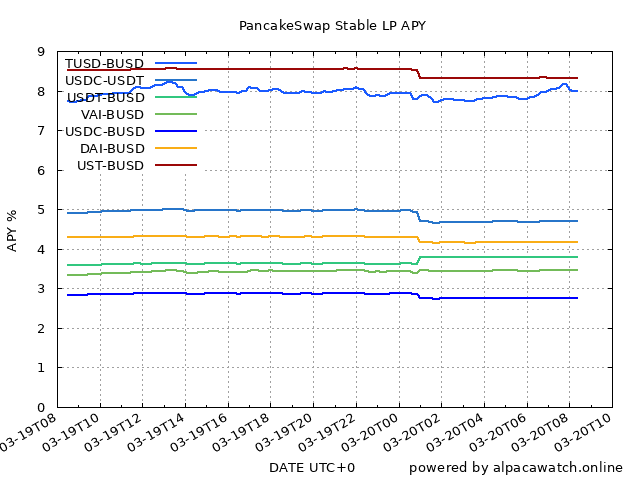 PancakeSwap Stable LP APY
9
8
7
6
5
4
3
2
1
0
APY %
TUSD-BUSD
USDC-USDT
USDT-BUSD
VAI-BUSD
USDC-BUSD
DAI-BUSD
UST-BUSD
03-19T08
03-19T10
03-19T12
03-19T14
03-19T16
03-19T18
03-19T20
03-19T22
03-20T00
03-20T02
03-20T04
03-20T06
03-20T08
03-20T10
DATE UTC+0
powered by alpacawatch.online